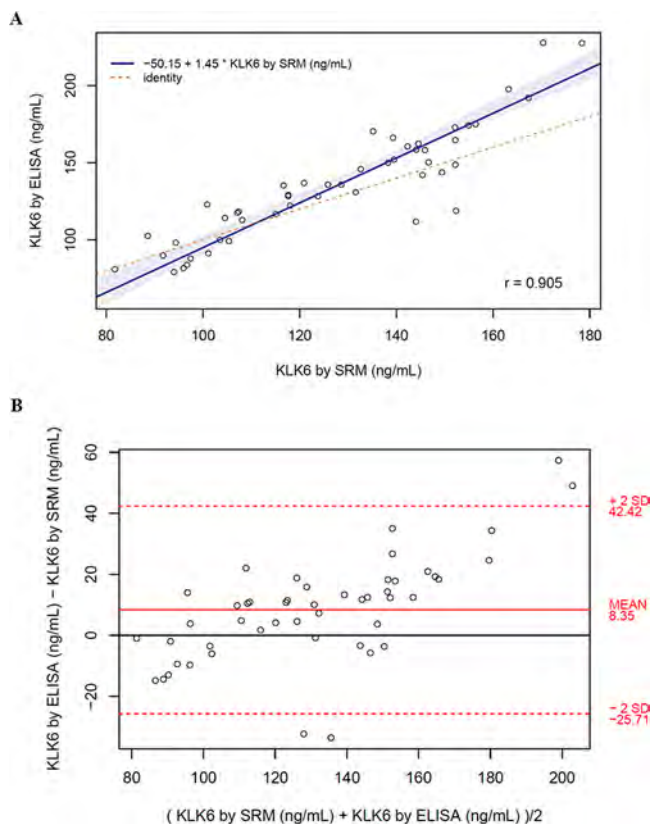 A
−50.15 + 1.45 * KLK6 by SRM (ng/mL)
identity
KLK6 by ELISA (ng/mL)
200
150
100
r = 0.905
80 100 120 140 160 180
KLK6 by SRM (ng/mL)
B
KLK6 by ELISA (ng/mL) − KLK6 by SRM (ng/mL)
60
40
20
0
−20
+ 2 SD
42.42
MEAN
8.35
− 2 SD
−25.71
80 100 120 140 160 180 200
( KLK6 by SRM (ng/mL) + KLK6 by ELISA (ng/mL) )/2